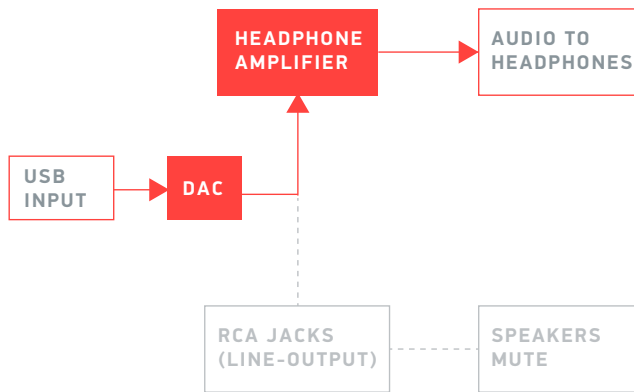 HEADPHONE
AMPLIFIER
AUDIO TO
HEADPHONES
USB
INPUT
DAC
RCA JACKS
(LINE-OUTPUT)
SPEAKERS
MUTE